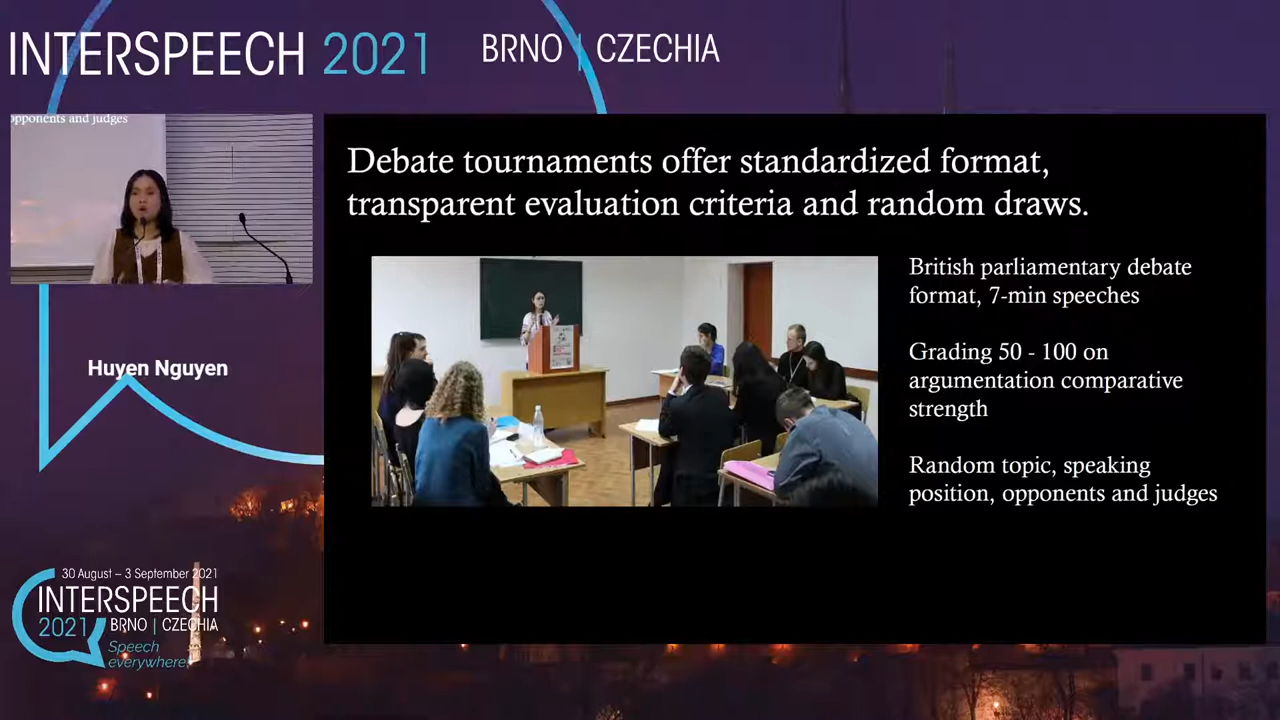 INTERSPEECH 2021 BRNO | CZECHIA
opponents and judges
Debate tournaments offer standardized format,
transparent evaluation criteria and random draws.
British parliamentary debate
format, 7-min speeches
Grading 50 - 100 on
argumentation comparative
strength
Random topic, speaking
position, opponents and judges
Huyen Nguyen
30 August – 3 September 2021
INTERSPEECH
2021 BRNO | CZECHIA
Speech
everywhere!